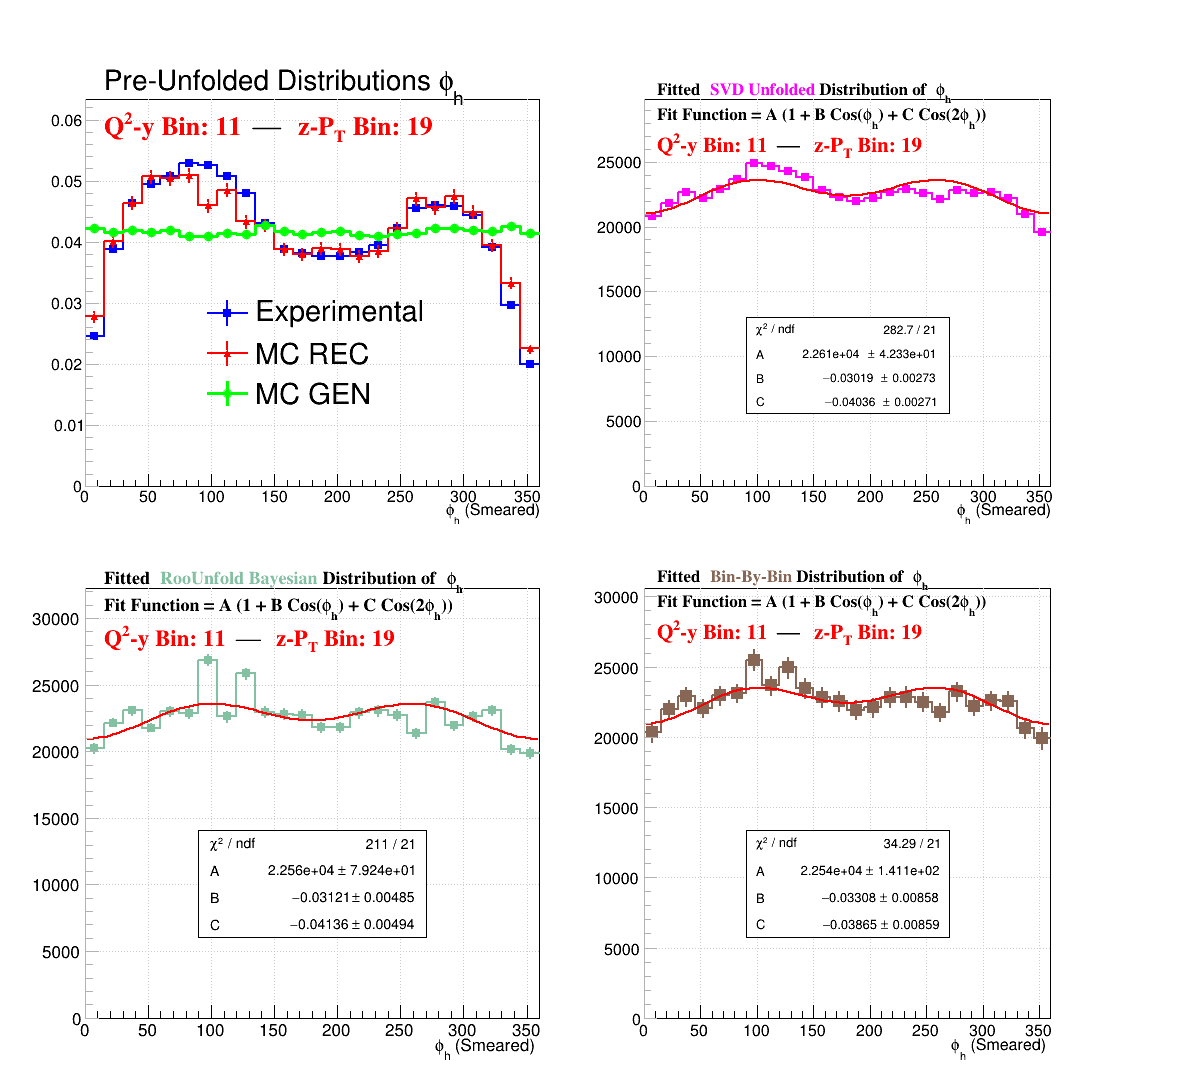 Pre-Unfolded Distributions ϕh
Q²-y Bin: 11 — z-PT Bin: 19
0.06
0.05
0.04
0.03
0.02
0.01
0
Experimental
MC REC
MC GEN
0 50 100 150 200 250 300 350
ϕh (Smeared)
Fitted SVD Unfolded Distribution of ϕh
Fit Function = A (1 + B Cos(ϕh) + C Cos(2ϕh))
Q²-y Bin: 11 — z-PT Bin: 19
25000
20000
15000
10000
5000
0
χ² / ndf 282.7 / 21
A 2.261e+04 ± 4.233e+01
B −0.03019 ± 0.00273
C −0.04036 ± 0.00271
0 50 100 150 200 250 300 350
ϕh (Smeared)
Fitted RooUnfold Bayesian Distribution of ϕh
Fit Function = A (1 + B Cos(ϕh) + C Cos(2ϕh))
Q²-y Bin: 11 — z-PT Bin: 19
30000
25000
20000
15000
10000
5000
0
χ² / ndf 211 / 21
A 2.256e+04 ± 7.924e+01
B −0.03121 ± 0.00485
C −0.04136 ± 0.00494
0 50 100 150 200 250 300 350
ϕh (Smeared)
Fitted Bin-By-Bin Distribution of ϕh
Fit Function = A (1 + B Cos(ϕh) + C Cos(2ϕh))
Q²-y Bin: 11 — z-PT Bin: 19
30000
25000
20000
15000
10000
5000
0
χ² / ndf 34.29 / 21
A 2.254e+04 ± 1.411e+02
B −0.03308 ± 0.00858
C −0.03865 ± 0.00859
0 50 100 150 200 250 300 350
ϕh (Smeared)